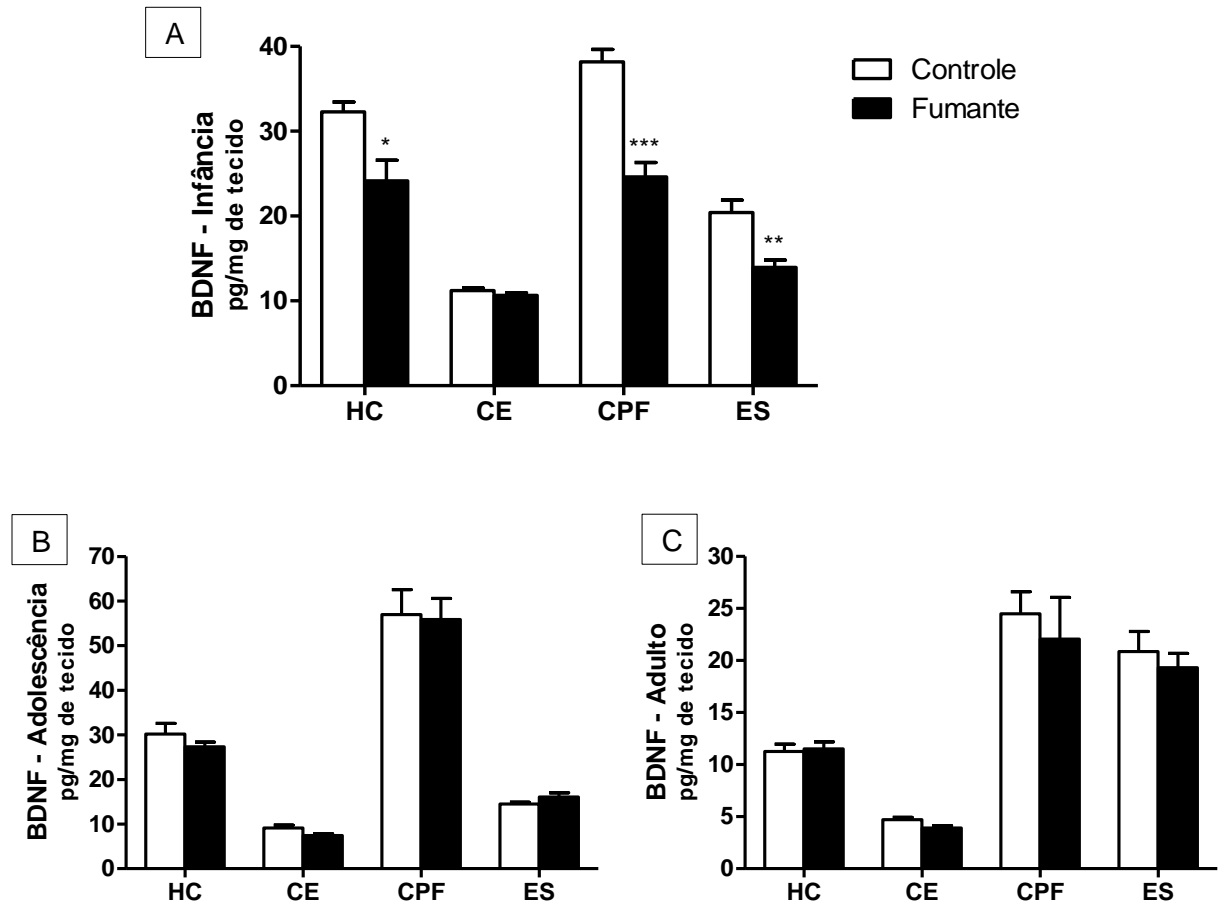 A
BDNF - Infância
pg/mg de tecido
40
30
20
10
0
*
***
**
HC CE CPF ES
Controle
Fumante
B
BDNF - Adolescência
pg/mg de tecido
70
60
50
40
30
20
10
0
HC CE CPF ES
C
BDNF - Adulto
pg/mg de tecido
30
25
20
15
10
5
0
HC CE CPF ES